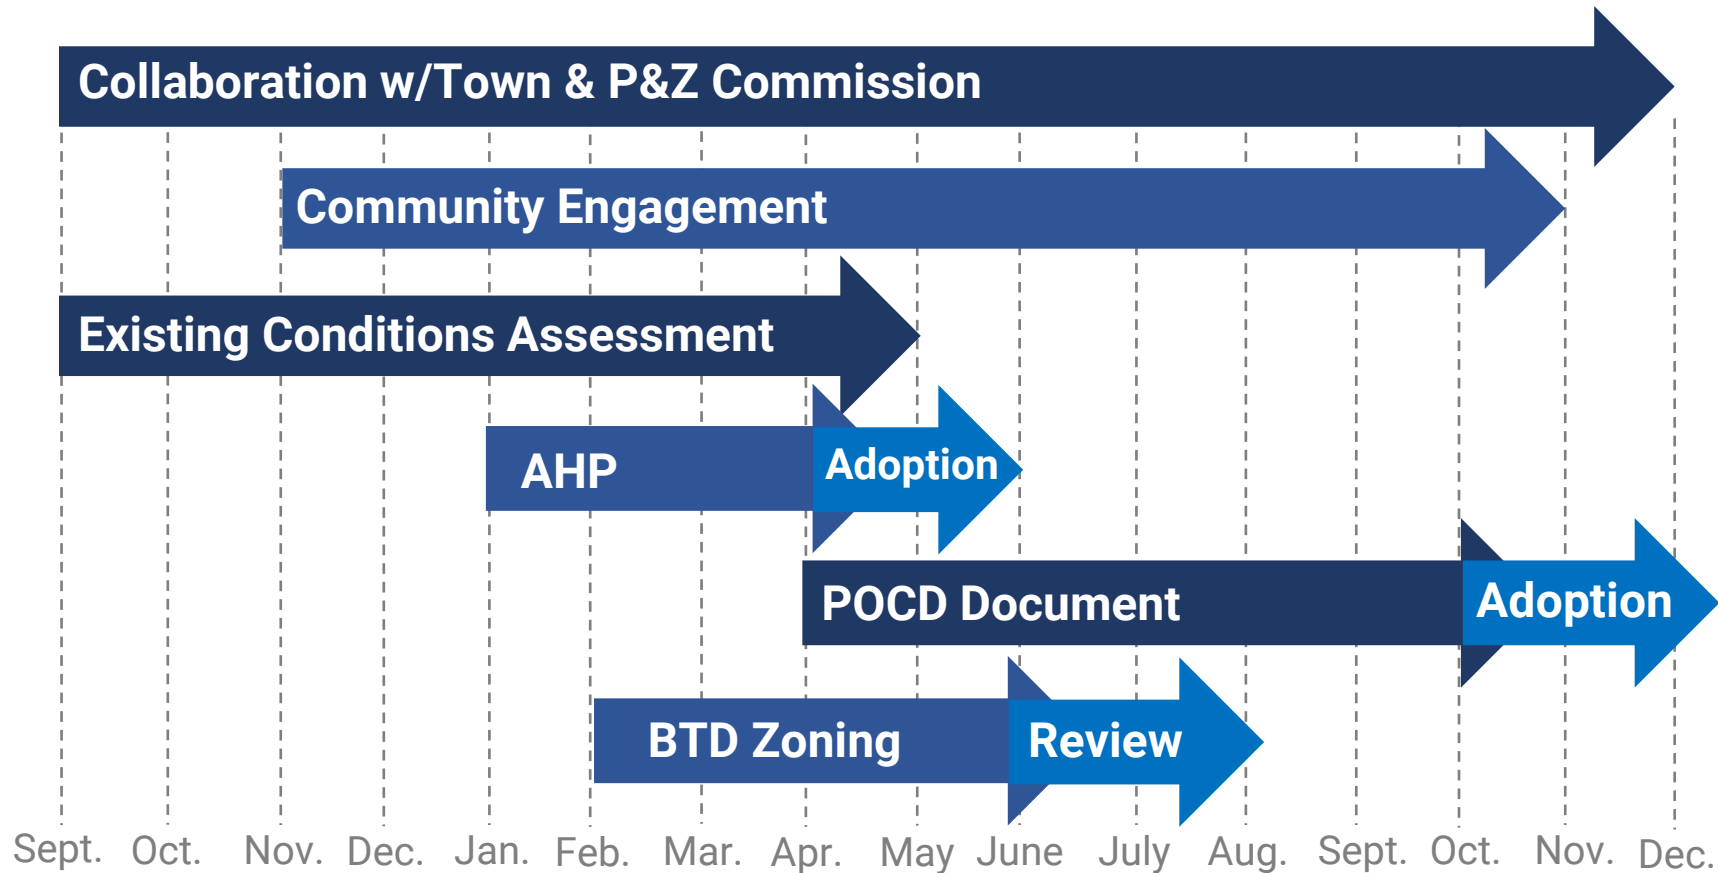 Collaboration w/Town & P&Z Commission
Community Engagement
Existing Conditions Assessment
AHP
Adoption
POCD Document
Adoption
BTD Zoning
Review
Sept. Oct. Nov. Dec. Jan. Feb. Mar. Apr. May June July Aug. Sept. Oct. Nov. Dec.